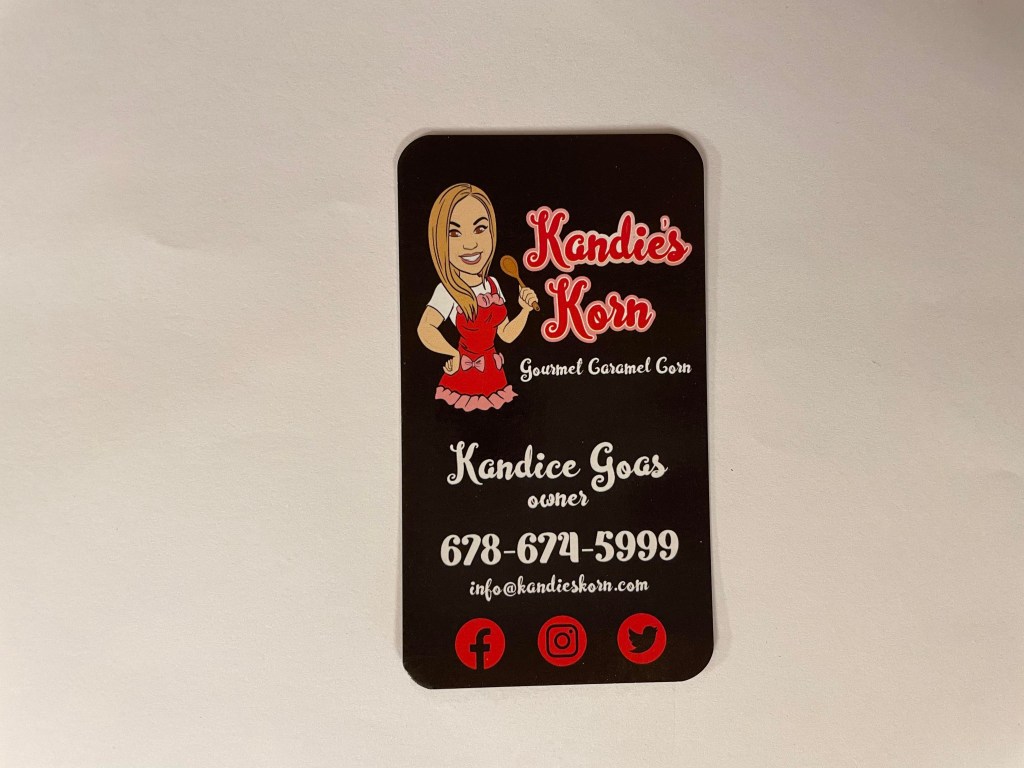 Kandie's
Korn
Gourmet Caramel Corn
Kandice Goas
owner
678-674-5999
info@kandieskorn.com